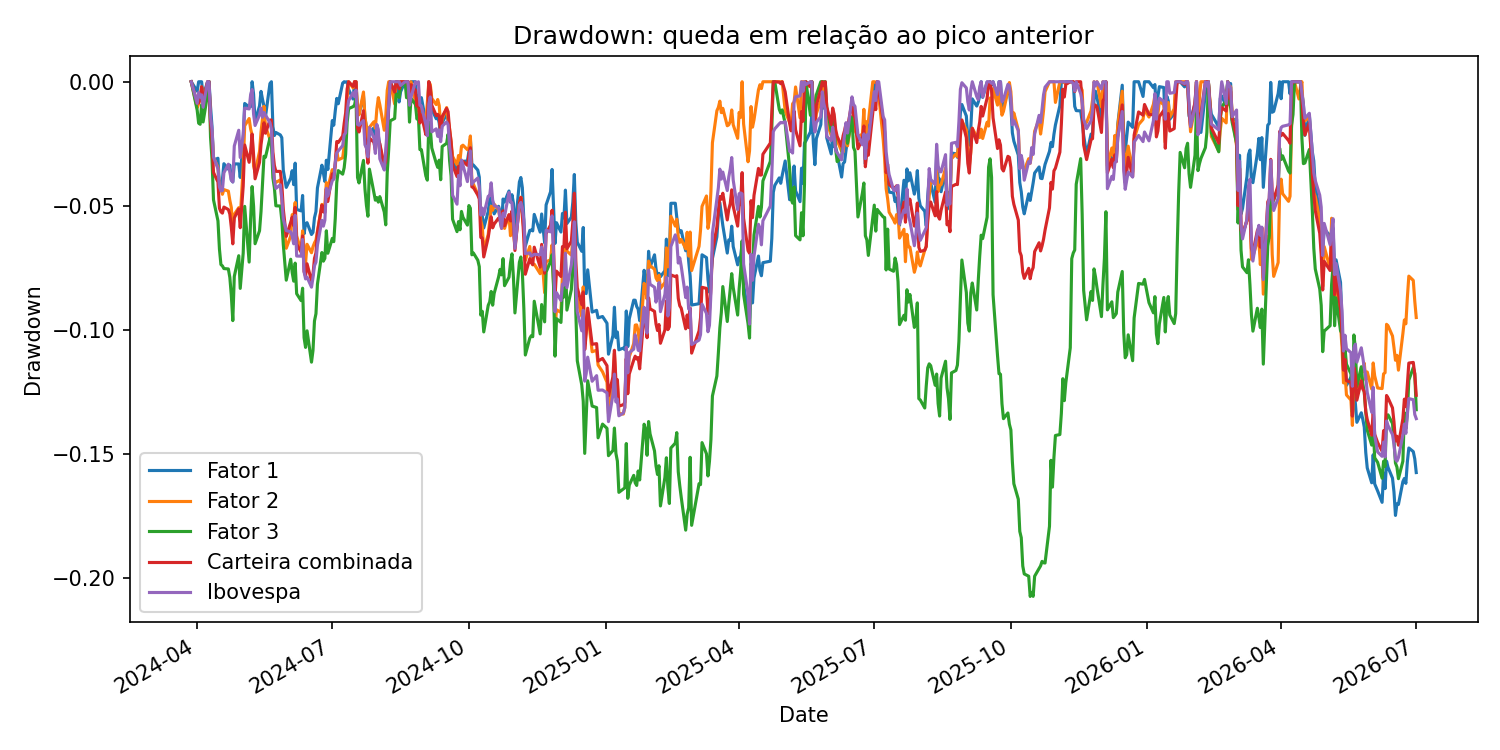 Drawdown: queda em relação ao pico anterior
Drawdown
0.00
−0.05
−0.10
−0.15
−0.20
Fator 1
Fator 2
Fator 3
Carteira combinada
Ibovespa
2024-04
2024-07
2024-10
2025-01
2025-04
2025-07
2025-10
2026-01
2026-04
2026-07
Date